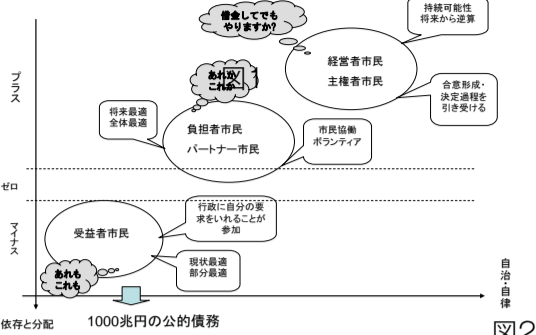 借金してでも
やりますか?
持続可能性
将来から逆算
経営者市民
主権者市民
合意形成・
決定過程を
引き受ける
プラス
あれか
これか
将来最適
全体最適
負担者市民
パートナー市民
市民協働
ボランティア
ゼロ
マイナス
受益者市民
行政に自分の要
求をいれることが
参加
現状最適
部分最適
あれも
これも
自治・自律
依存と分配
1000兆円の公的債務
図2